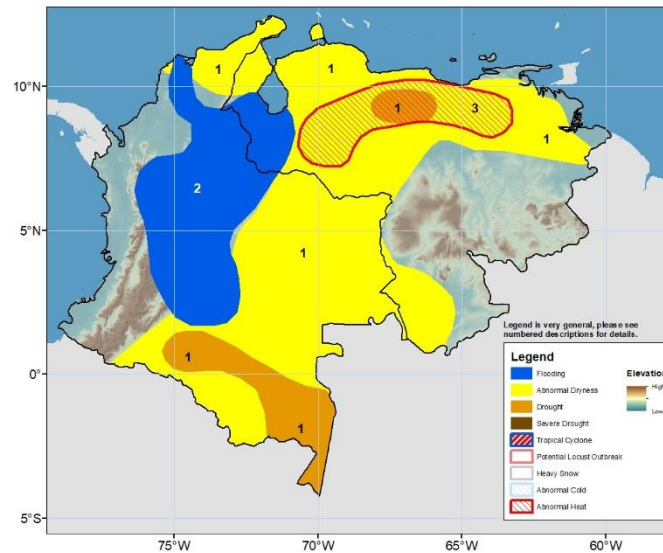 10°N
5°N
0°
5°S
75°W
70°W
65°W
60°W
1
1
1
3
1
2
1
1
1
Legend is very general, please see
numbered descriptions for details.
Legend
Flooding
Abnormal Dryness
Drought
Severe Drought
Tropical Cyclone
Potential Locust Outbreak
Heavy Snow
Abnormal Cold
Abnormal Heat
Elevation
High
Low